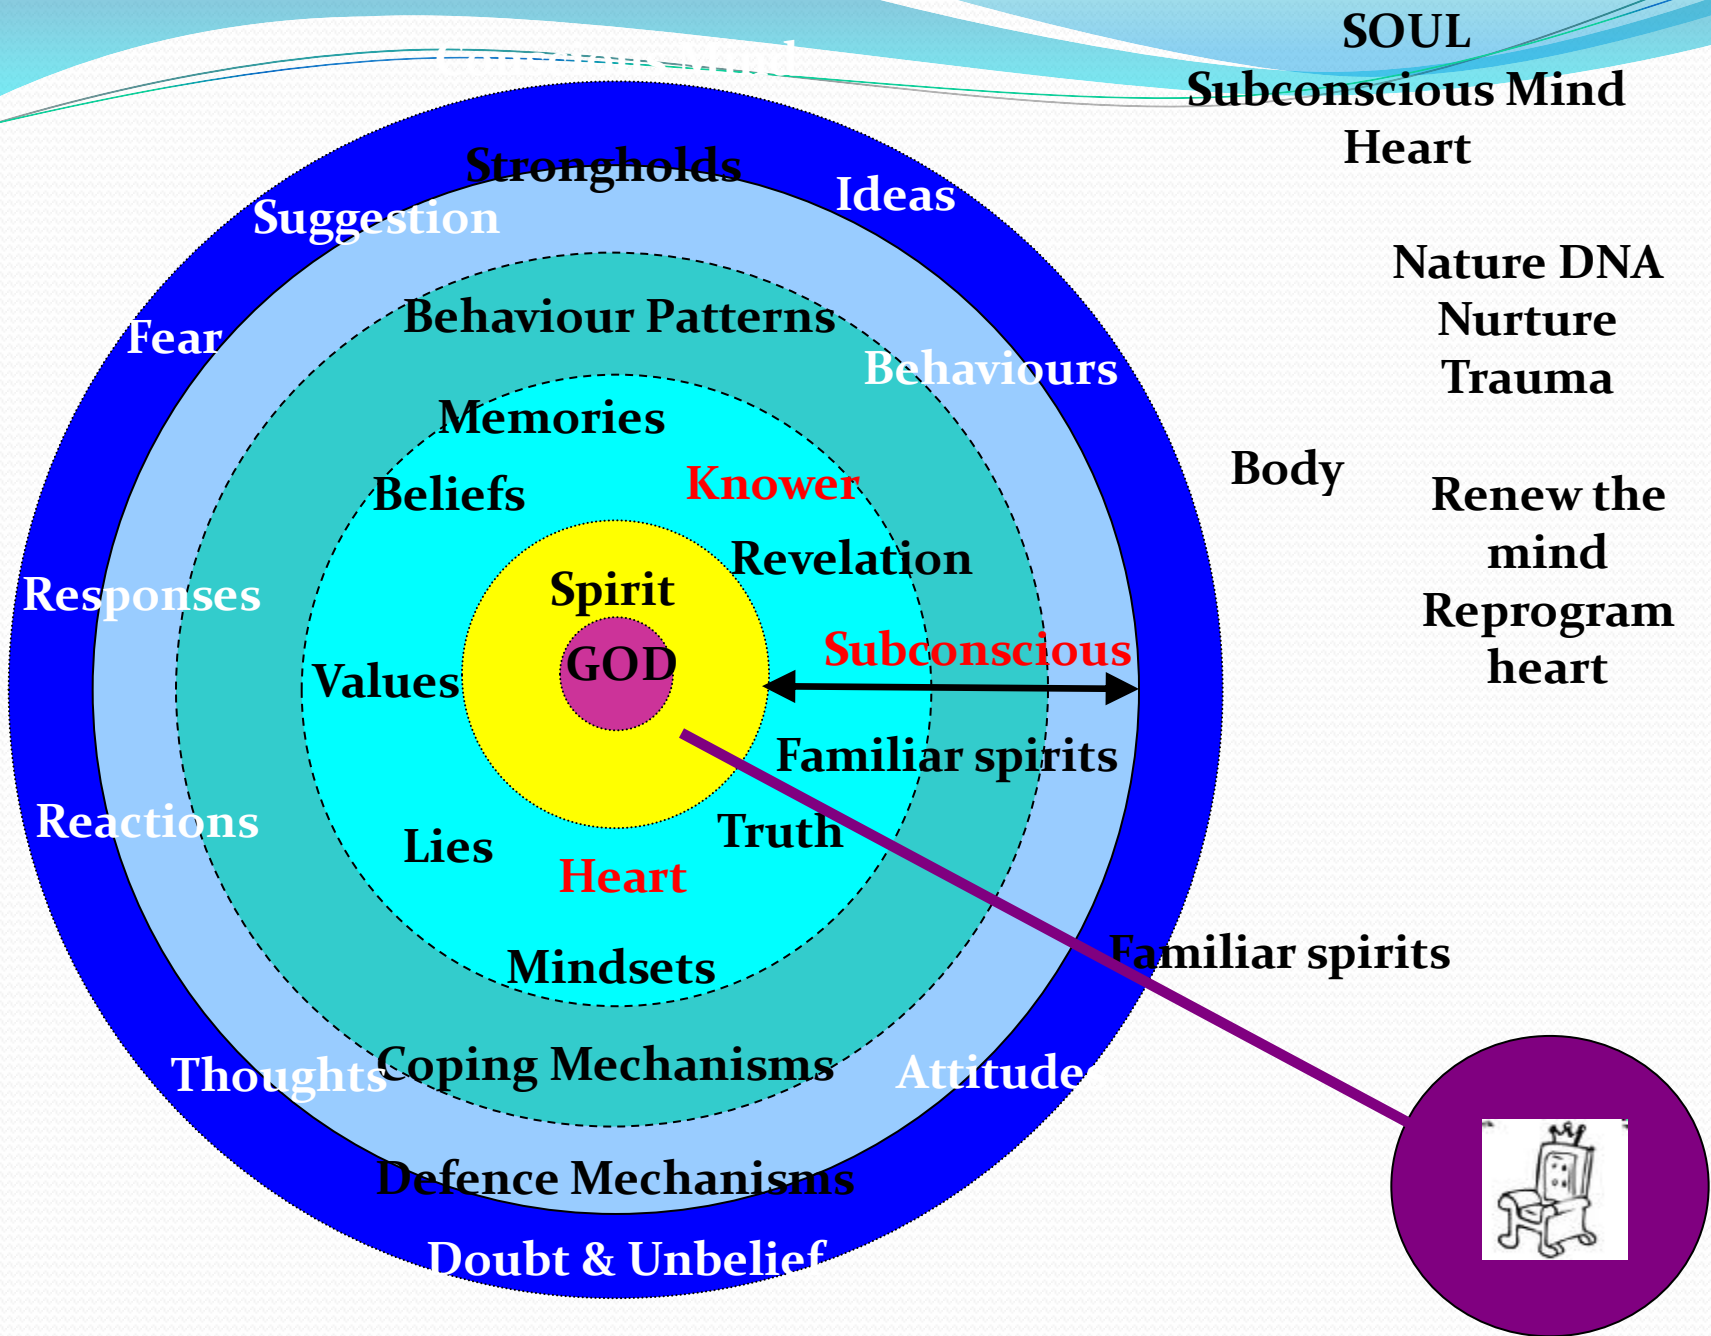 SOUL
Subconscious Mind
Heart
Strongholds
Ideas
Suggestion
Nature DNA
Nurture
Trauma
Behaviour Patterns
Fear
Behaviours
Memories
Body
Knower
Beliefs
Renew the
mind
Reprogram
heart
Revelation
Spirit
Responses
Subconscious
GOD
Values
Familiar spirits
Reactions
Truth
Lies
Heart
Familiar spirits
Mindsets
Coping Mechanisms
Thoughts
Attitudes
Defence Mechanisms
Doubt & Unbelief